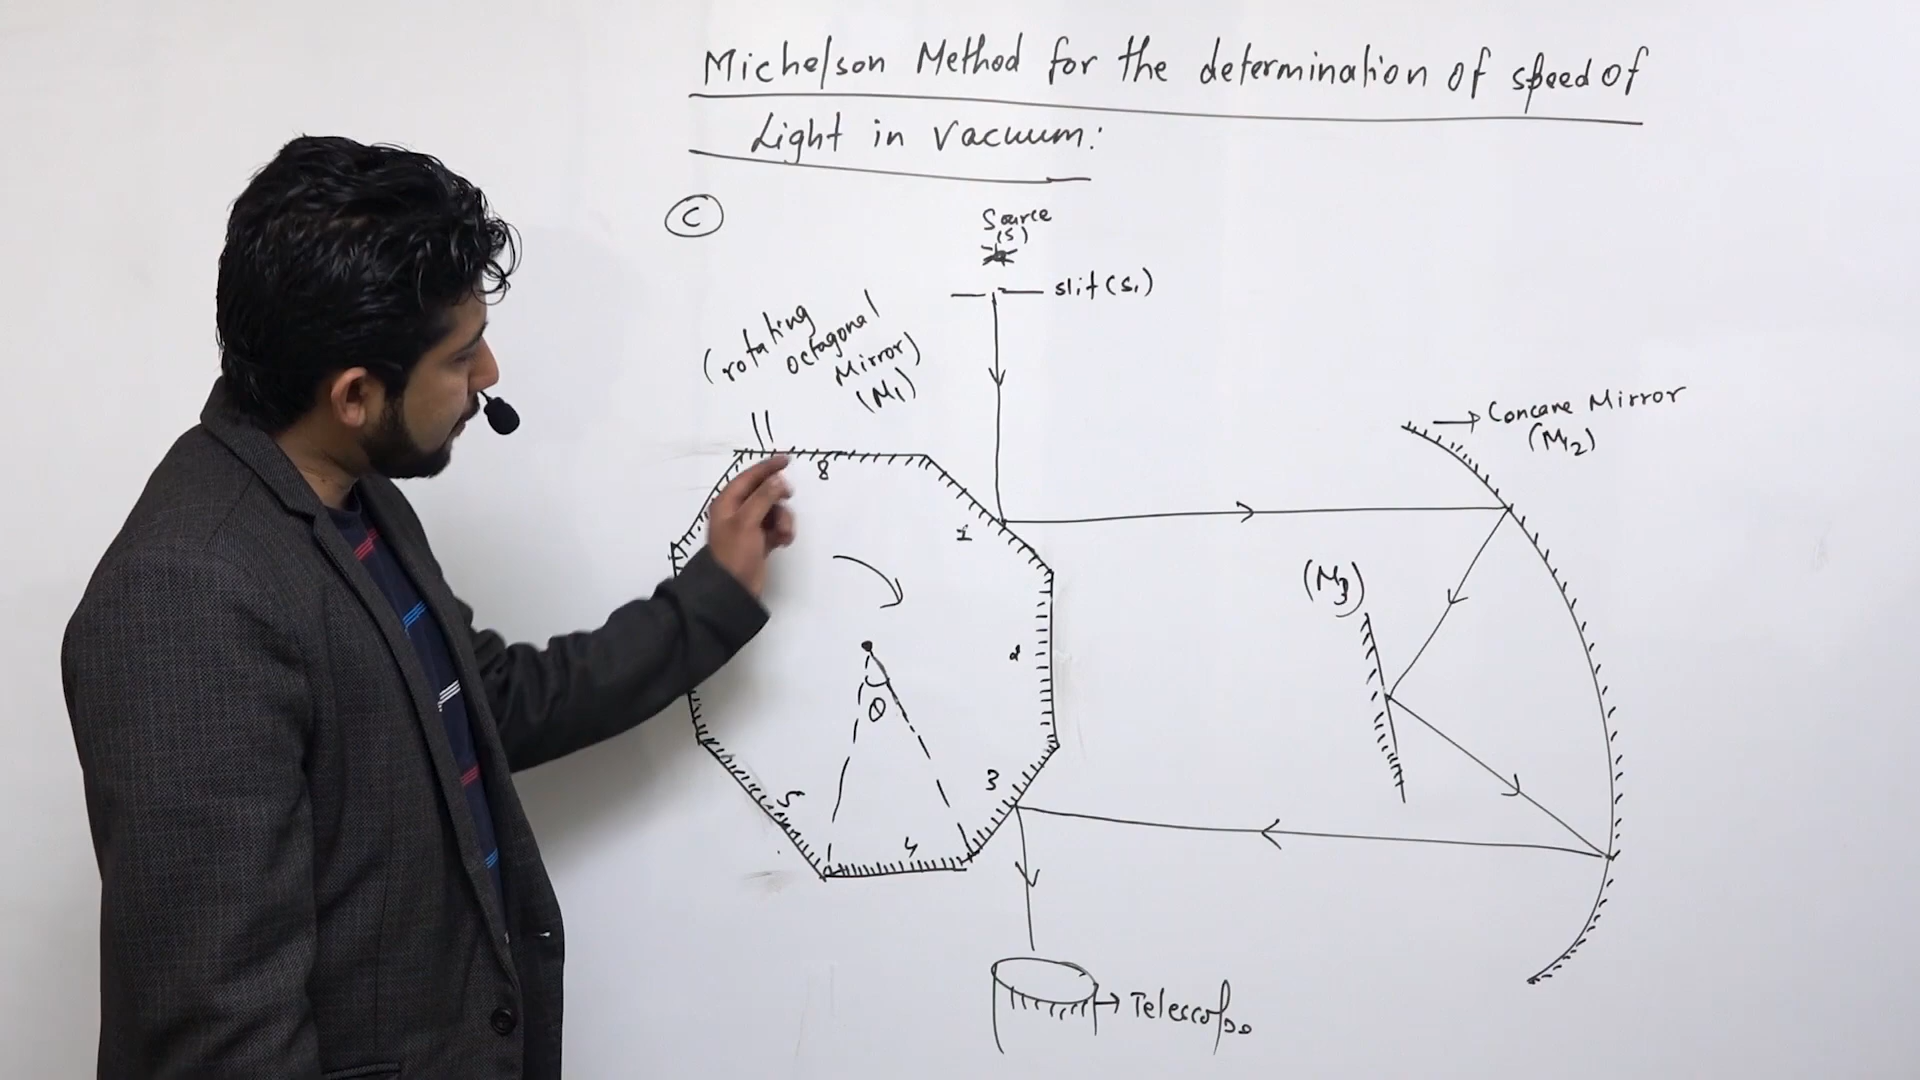 Michelson Method for the determination of speed of
Light in Vacuum:
C
Source
(S)
slit (S1)
(rotating
octagonal
Mirror)
(M1)
Concave Mirror
(M2)
8
1
(M3)
2
θ
3
5
4
Telescope